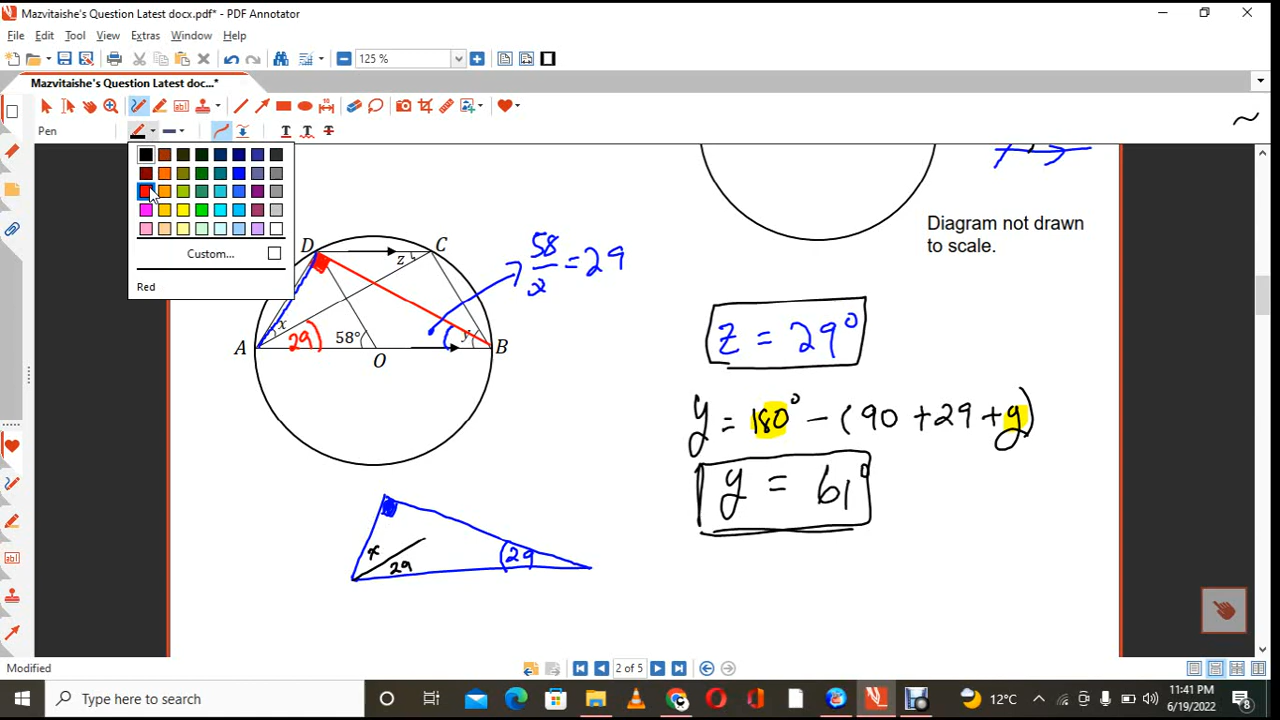 Mazvitaishe's Question Latest docx.pdf* - PDF Annotator
File Edit Tool View Extras Window Help
125 %
Mazvitaishe's Question Latest doc...*
Pen
Custom...
Red
Diagram not drawn
to scale.
D
C
z
x
29
58°
y
A
O
B
58/2 = 29
z = 29°
y = 180° - (90 + 29 + y)
y = 61°
x
29
29
Modified
2 of 5
Type here to search
12°C
11:41 PM
6/19/2022
8